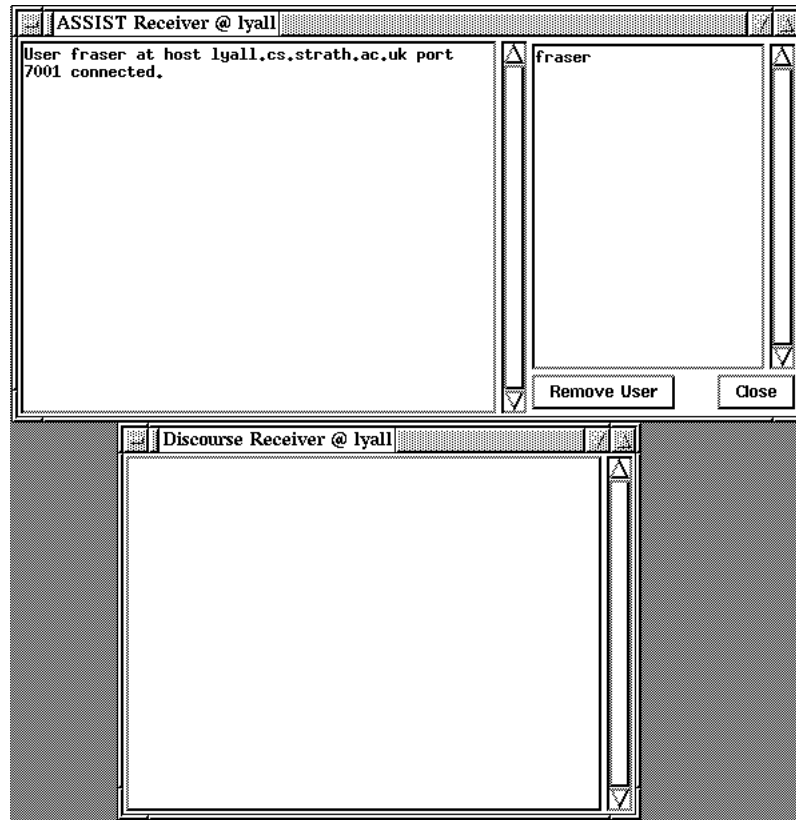 ASSIST Receiver @ lyall
User fraser at host lyall.cs.strath.ac.uk port
7001 connected.
fraser
Remove User
Close
Discourse Receiver @ lyall